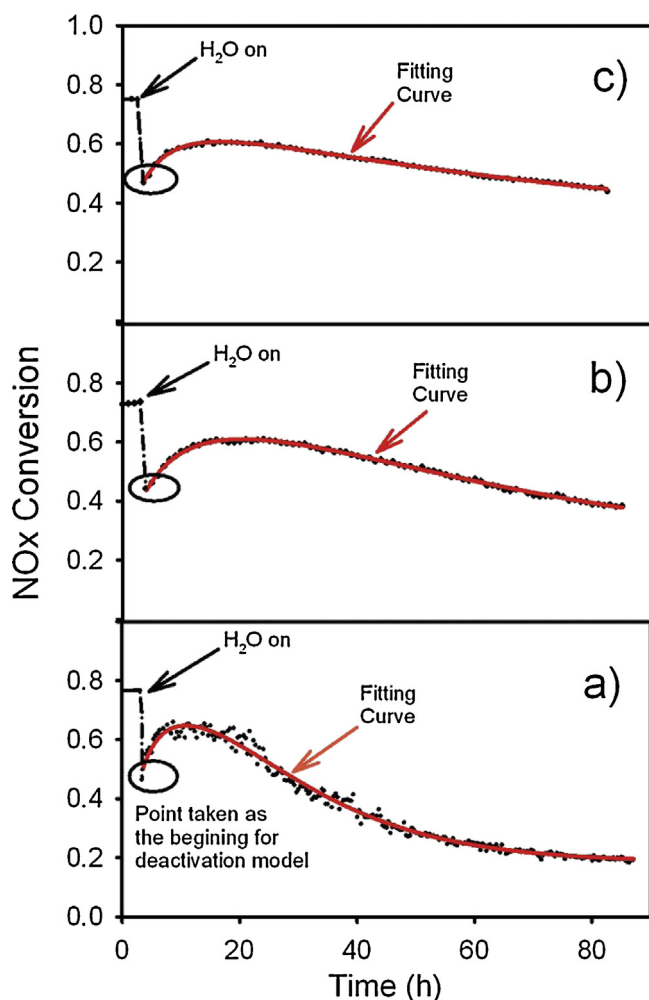 1.0
H2O on
c)
0.8
Fitting
Curve
0.6
0.4
0.2
H2O on
b)
0.8
Fitting
Curve
0.6
0.4
0.2
NOx Conversion
H2O on
a)
0.8
Fitting
Curve
0.6
0.4
Point taken as
the begining for
deactivation model
0.2
0.0
0 20 40 60 80
Time (h)